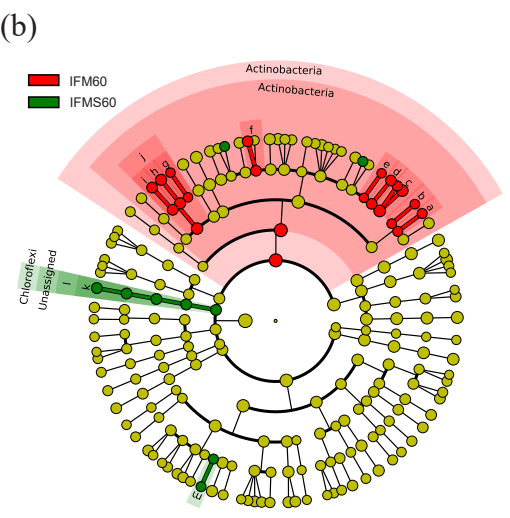 (b)
IFM60
IFMS60
Actinobacteria
Actinobacteria
f
j
i
h
g
e
d
c
b
a
Chloroflexi
Unassigned
l
k
m